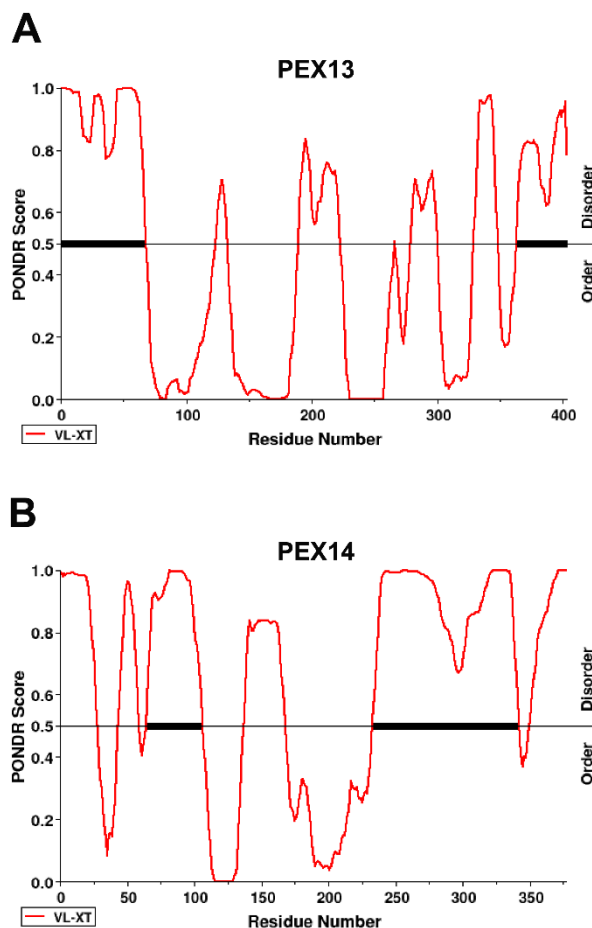 A
PEX13
PONDR Score
1.0
0.8
0.6
0.5
0.4
0.2
0.0
Disorder
Order
0
100
200
300
400
VL-XT
Residue Number
B
PEX14
PONDR Score
1.0
0.8
0.6
0.5
0.4
0.2
0.0
Disorder
Order
0
50
100
150
200
250
300
350
VL-XT
Residue Number